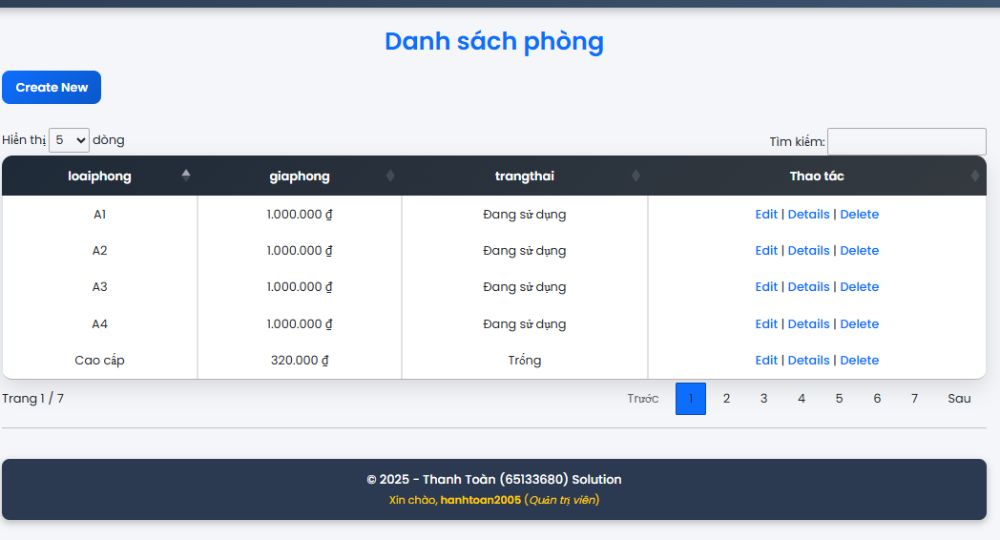 Danh sách phòng
Create New
Hiển thị 5 dòng
Tìm kiếm:
loaiphong giaphong trangthai Thao tác
A1 1.000.000 ₫ Đang sử dụng Edit | Details | Delete
A2 1.000.000 ₫ Đang sử dụng Edit | Details | Delete
A3 1.000.000 ₫ Đang sử dụng Edit | Details | Delete
A4 1.000.000 ₫ Đang sử dụng Edit | Details | Delete
Cao cấp 320.000 ₫ Trống Edit | Details | Delete
Trang 1 / 7
Trước 1 2 3 4 5 6 7 Sau
© 2025 - Thanh Toàn (65133680) Solution
Xin chào, hanhtoan2005 (Quản trị viên)